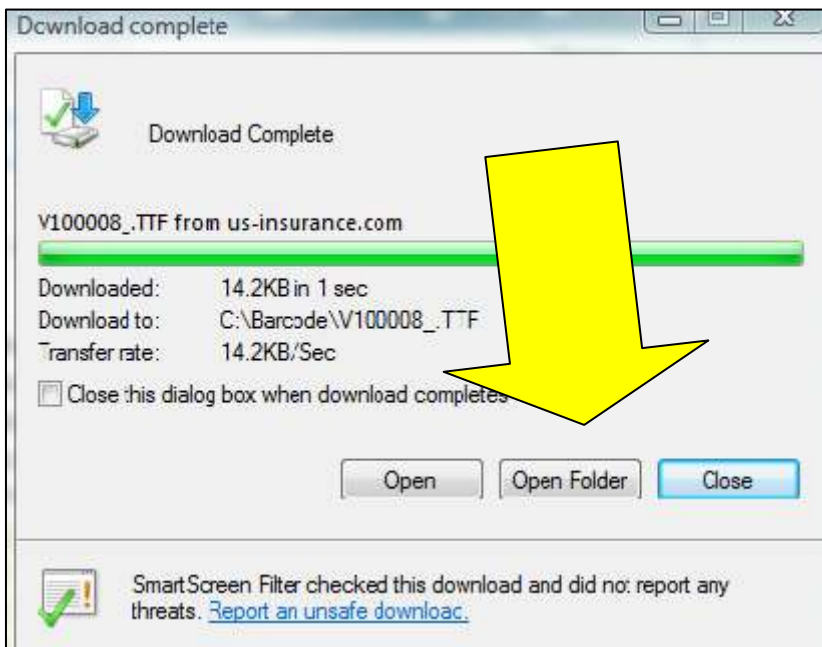 Download complete
Download Complete
V100008_.TTF from us-insurance.com
Downloaded: 14.2KB in 1 sec
Download to: C:\Barcode\V100008_.TTF
Transfer rate: 14.2KB/Sec
Close this dialog box when download completes
Open Open Folder Close
SmartScreen Filter checked this download and did not report any
threats. Report an unsafe download.